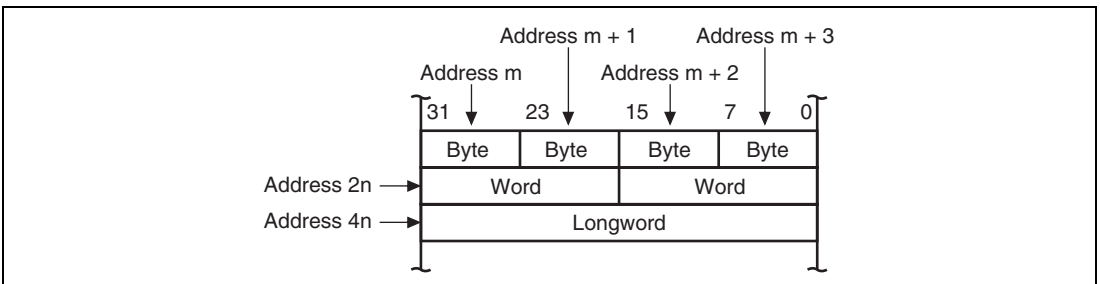 Address m + 1 Address m + 3
Address m Address m + 2
31 23 15 7 0
Byte Byte Byte Byte
Address 2n Word Word
Address 4n Longword